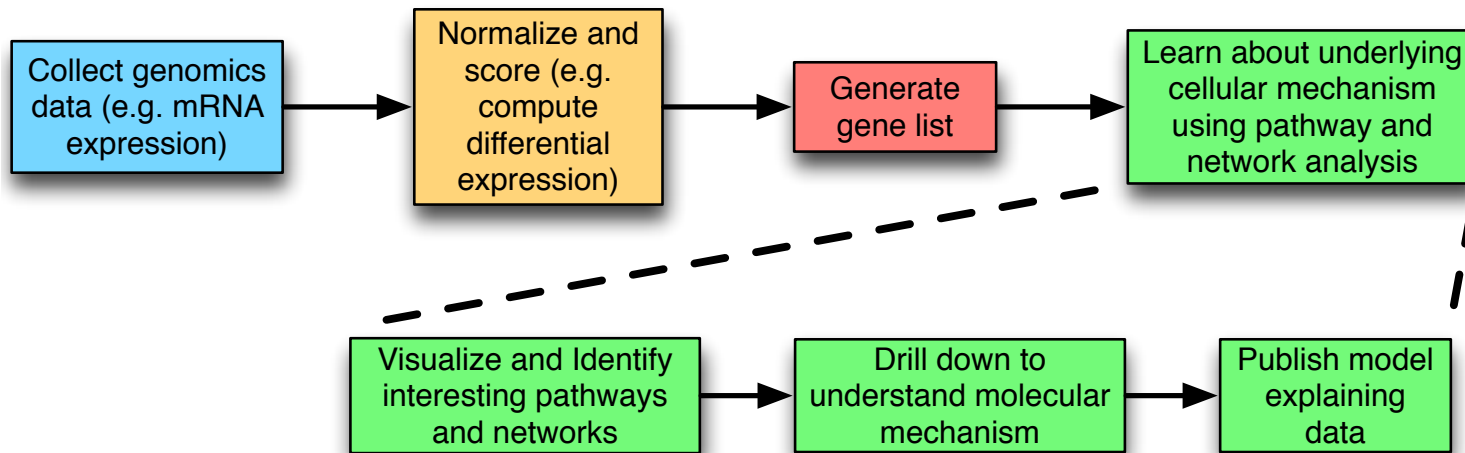 Collect genomics
data (e.g. mRNA
expression)
Normalize and
score (e.g.
compute
differential
expression)
Generate
gene list
Learn about underlying
cellular mechanism
using pathway and
network analysis
Visualize and Identify
interesting pathways
and networks
Drill down to
understand molecular
mechanism
Publish model
explaining
data